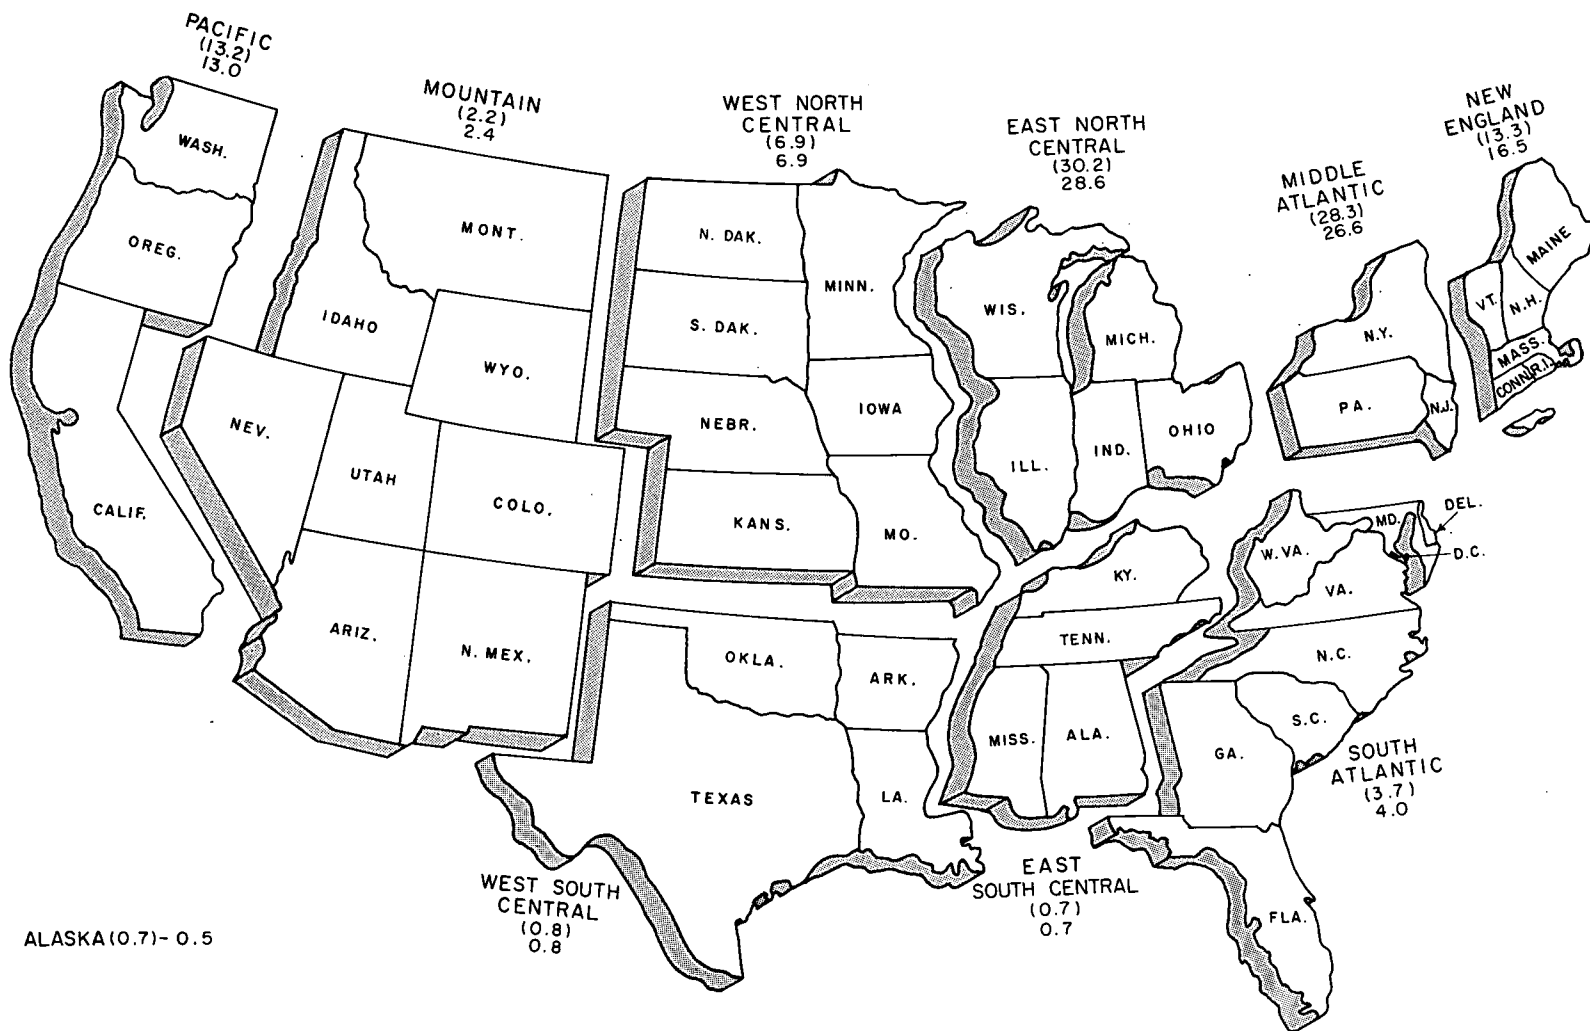 PACIFIC
(13.2)
13.0
MOUNTAIN
(2.2)
2.4
WEST NORTH
CENTRAL
(6.9)
6.9
EAST NORTH
CENTRAL
(30.2)
28.6
MIDDLE
ATLANTIC
(28.3)
26.6
NEW
ENGLAND
(13.3)
16.5
WASH.
OREG.
CALIF.
MONT.
IDAHO
WYO.
NEV.
UTAH
COLO.
ARIZ.
N. MEX.
N. DAK.
S. DAK.
NEBR.
KANS.
MINN.
IOWA
MO.
WIS.
MICH.
ILL.
IND.
OHIO
N.Y.
PA.
N.J.
MAINE
VT.
N.H.
MASS.
CONN.
R.I.
OKLA.
ARK.
TEXAS
LA.
KY.
TENN.
MISS.
ALA.
W.VA.
MD.
DEL.
D.C.
VA.
N.C.
S.C.
GA.
FLA.
SOUTH
ATLANTIC
(3.7)
4.0
EAST
SOUTH CENTRAL
(0.7)
0.7
WEST SOUTH
CENTRAL
(0.8)
0.8
ALASKA (0.7) - 0.5